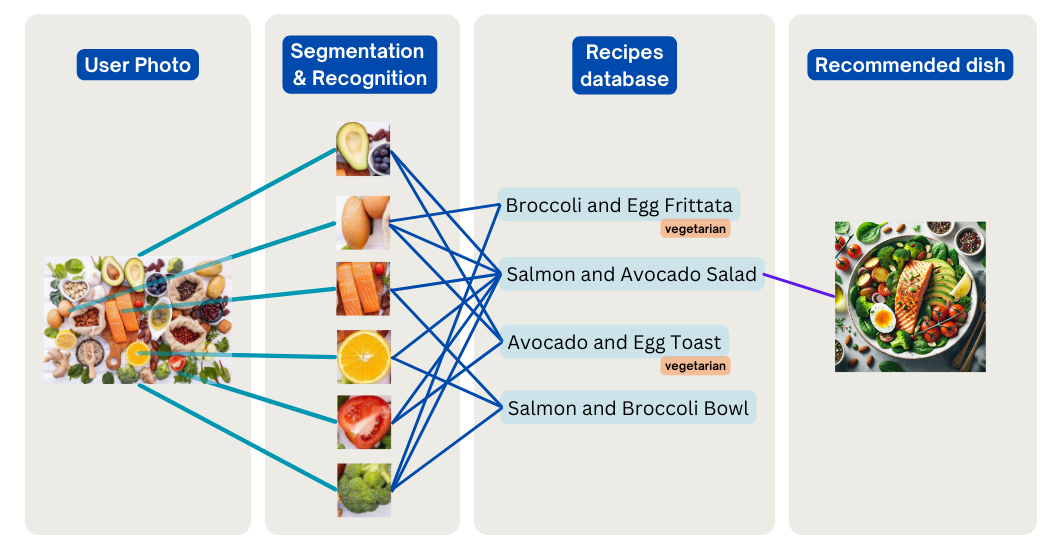 User Photo
Segmentation
& Recognition
Recipes
database
Recommended dish
Broccoli and Egg Frittata
vegetarian
Salmon and Avocado Salad
Avocado and Egg Toast
vegetarian
Salmon and Broccoli Bowl